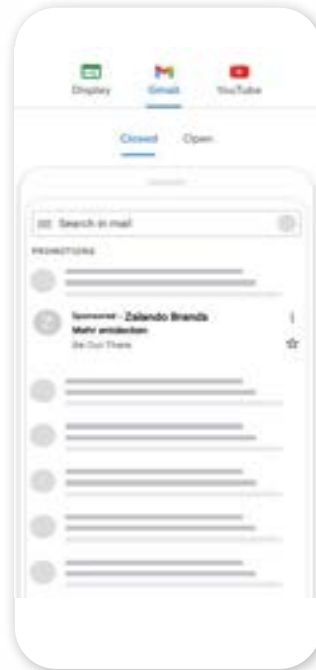 Display Gmail YouTube
Closed Open
Search in mail
PROMOTIONS
Z
Sponsored - Zalando Brands
Mehr entdecken
Be Out There